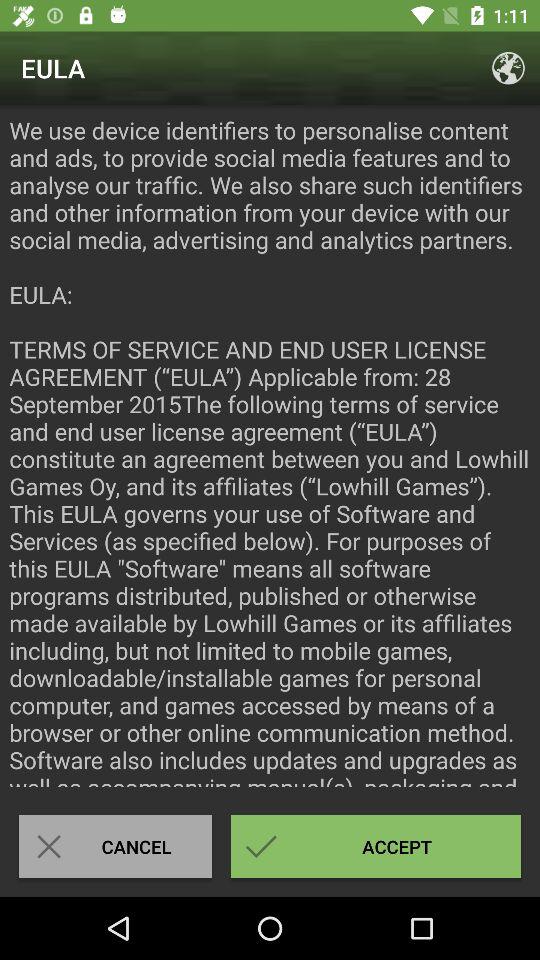 FAKE
1:11
EULA
We use device identifiers to personalise content
and ads, to provide social media features and to
analyse our traffic. We also share such identifiers
and other information from your device with our
social media, advertising and analytics partners.
EULA:
TERMS OF SERVICE AND END USER LICENSE
AGREEMENT (“EULA”) Applicable from: 28
September 2015The following terms of service
and end user license agreement (“EULA”)
constitute an agreement between you and Lowhill
Games Oy, and its affiliates (“Lowhill Games”).
This EULA governs your use of Software and
Services (as specified below). For purposes of
this EULA "Software" means all software
programs distributed, published or otherwise
made available by Lowhill Games or its affiliates
including, but not limited to mobile games,
downloadable/installable games for personal
computer, and games accessed by means of a
browser or other online communication method.
Software also includes updates and upgrades as
well as accompanying manual(s), packaging and
CANCEL
ACCEPT